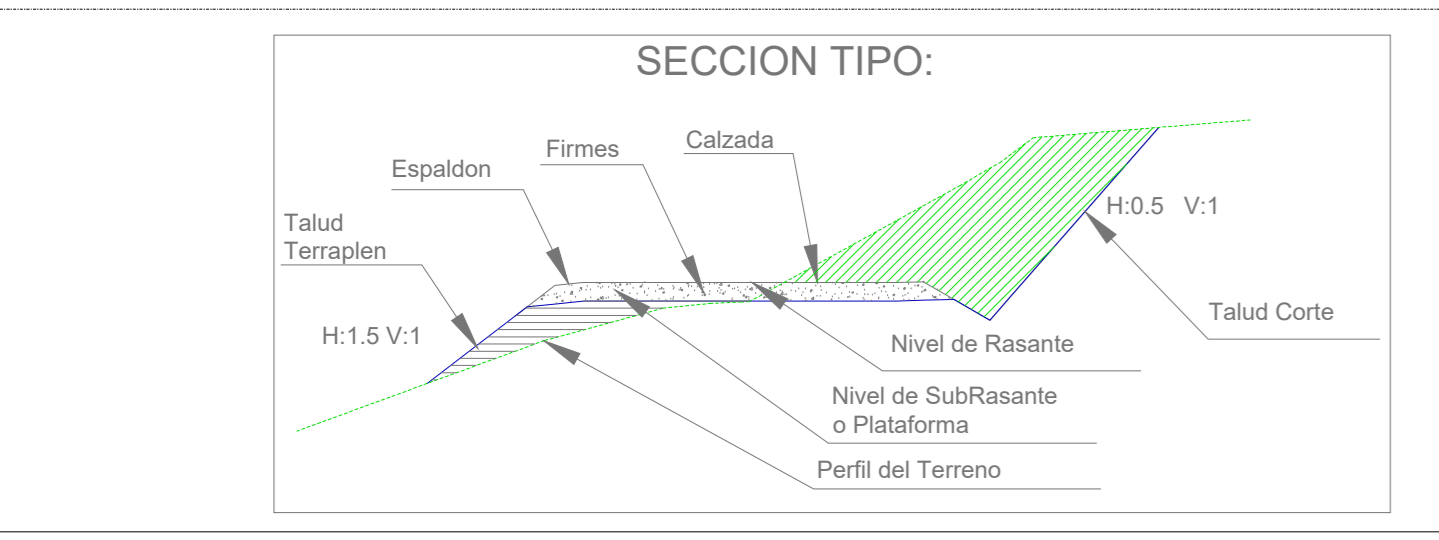 SECCION TIPO:
Calzada
Firmes
Espaldon
Talud
Terraplen
H:0.5 V:1
H:1.5 V:1
Talud Corte
Nivel de Rasante
Nivel de SubRasante
o Plataforma
Perfil del Terreno